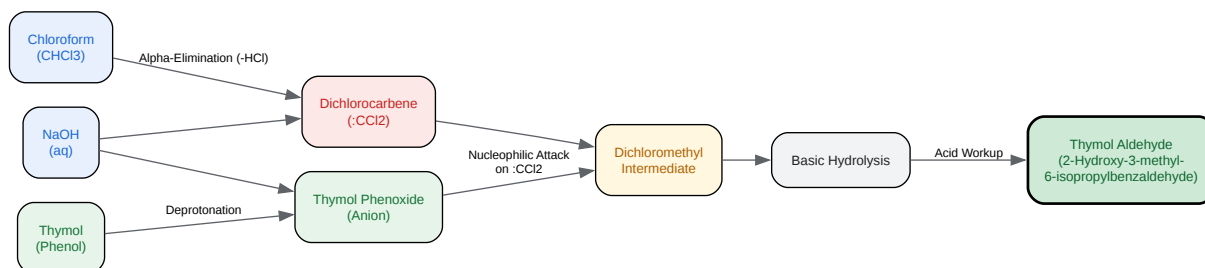 Chloroform
(CHCl3)
Alpha-Elimination (-HCl)
NaOH
(aq)
Thymol
(Phenol)
Deprotonation
Dichlorocarbene
(:CCl2)
Thymol Phenoxide
(Anion)
Nucleophilic Attack
on :CCl2
Dichloromethyl
Intermediate
Basic Hydrolysis
Acid Workup
Thymol Aldehyde
(2-Hydroxy-3-methyl-
6-isopropylbenzaldehyde)